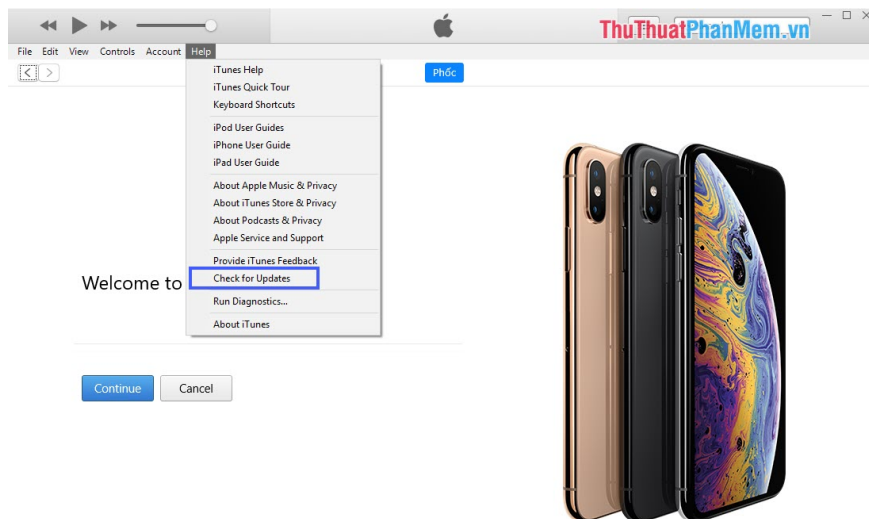 ThuThuatPhanMem.vn
File Edit View Controls Account Help
Phốc
iTunes Help
iTunes Quick Tour
Keyboard Shortcuts
iPod User Guides
iPhone User Guide
iPad User Guide
About Apple Music & Privacy
About iTunes Store & Privacy
About Podcasts & Privacy
Apple Service and Support
Provide iTunes Feedback
Check for Updates
Run Diagnostics...
About iTunes
Welcome to
Continue Cancel